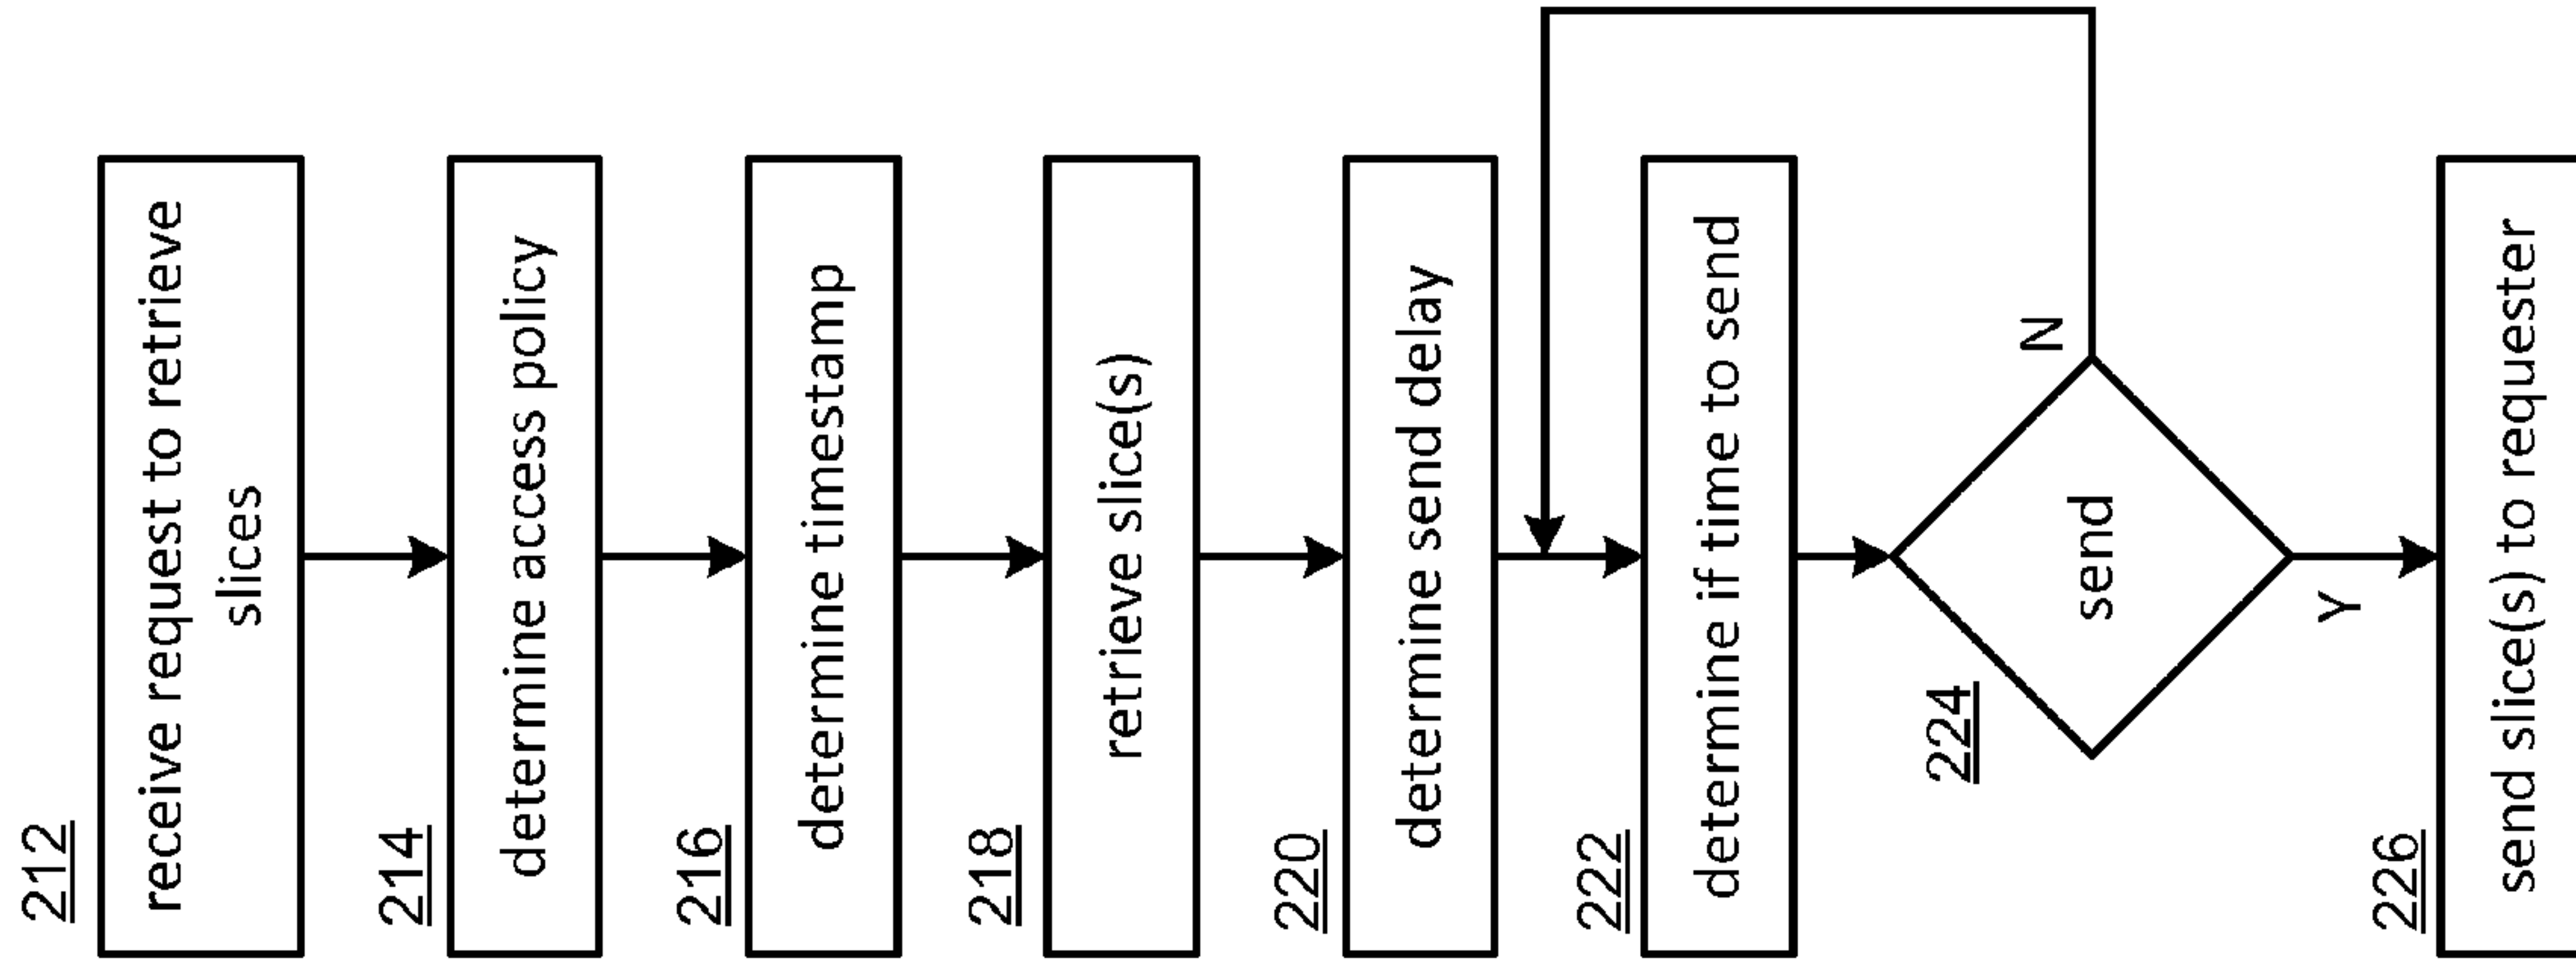 212
receive request to retrieve
slices
214
determine access policy
216
determine timestamp
218
retrieve slice(s)
220
determine send delay
222
determine if time to send
224
send
N
Y
226
send slice(s) to requester